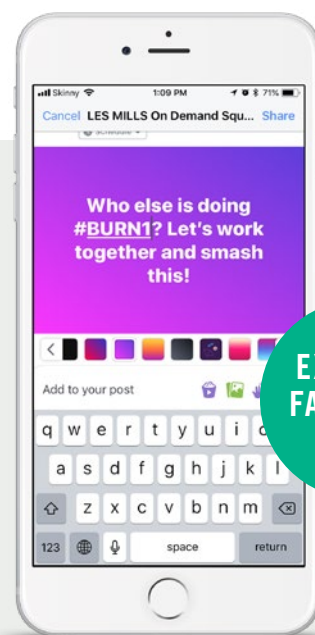 Skinny 1:09 PM 71%
Cancel LES MILLS On Demand Squ... Share
Schedule
Who else is doing
#BURN1? Let's work
together and smash
this!
Add to your post
q w e r t y u i
a s d f g h j k l
z x c v b n m
123 space return